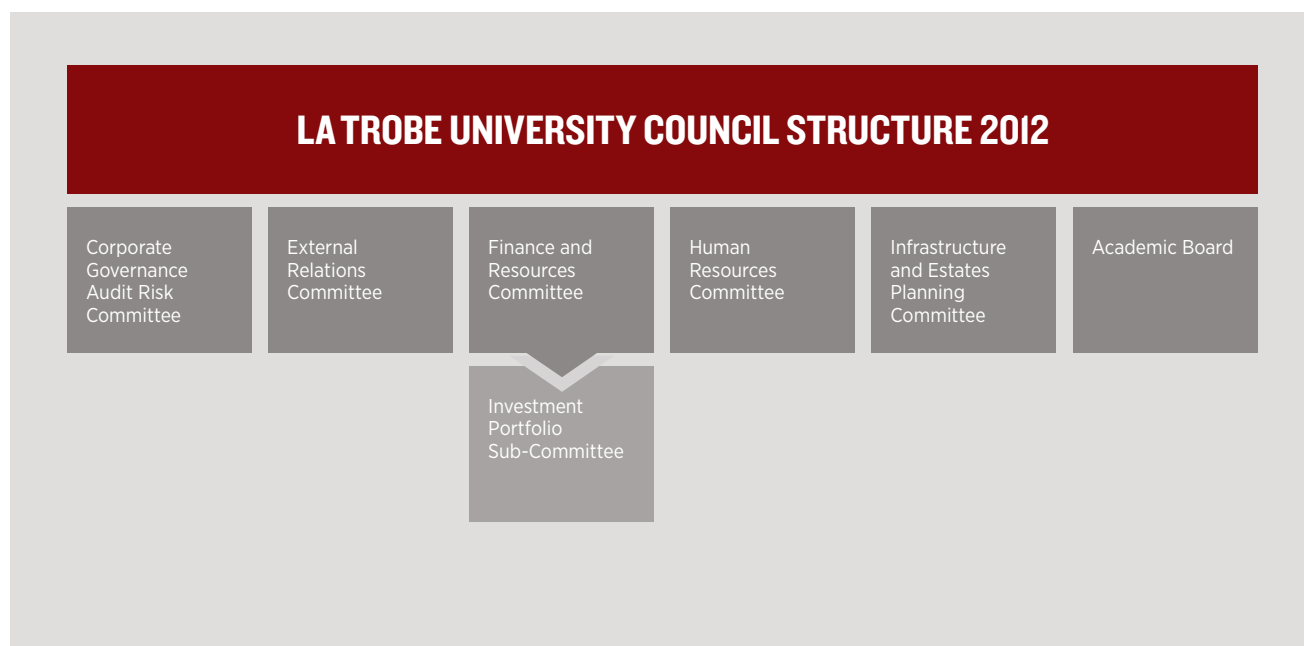 LA TROBE UNIVERSITY COUNCIL STRUCTURE 2012
Corporate
Governance
Audit Risk
Committee
External
Relations
Committee
Finance and
Resources
Committee
Human
Resources
Committee
Infrastructure
and Estates
Planning
Committee
Academic Board
Investment
Portfolio
Sub-Committee